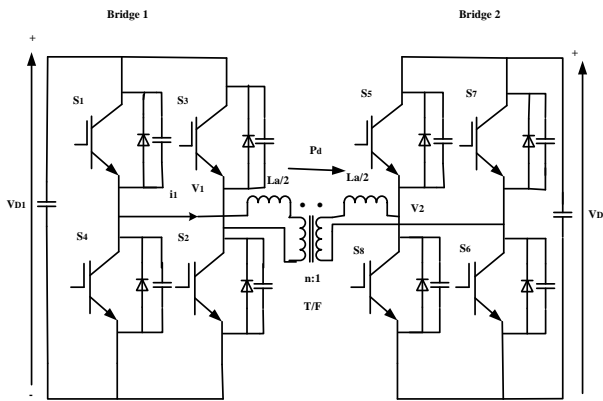 Bridge 1
Bridge 2
+
+
S1
S3
S5
S7
Pd
La/2
La/2
i1
V1
V2
VD1
VD
S4
S2
S8
S6
n:1
T/F
-